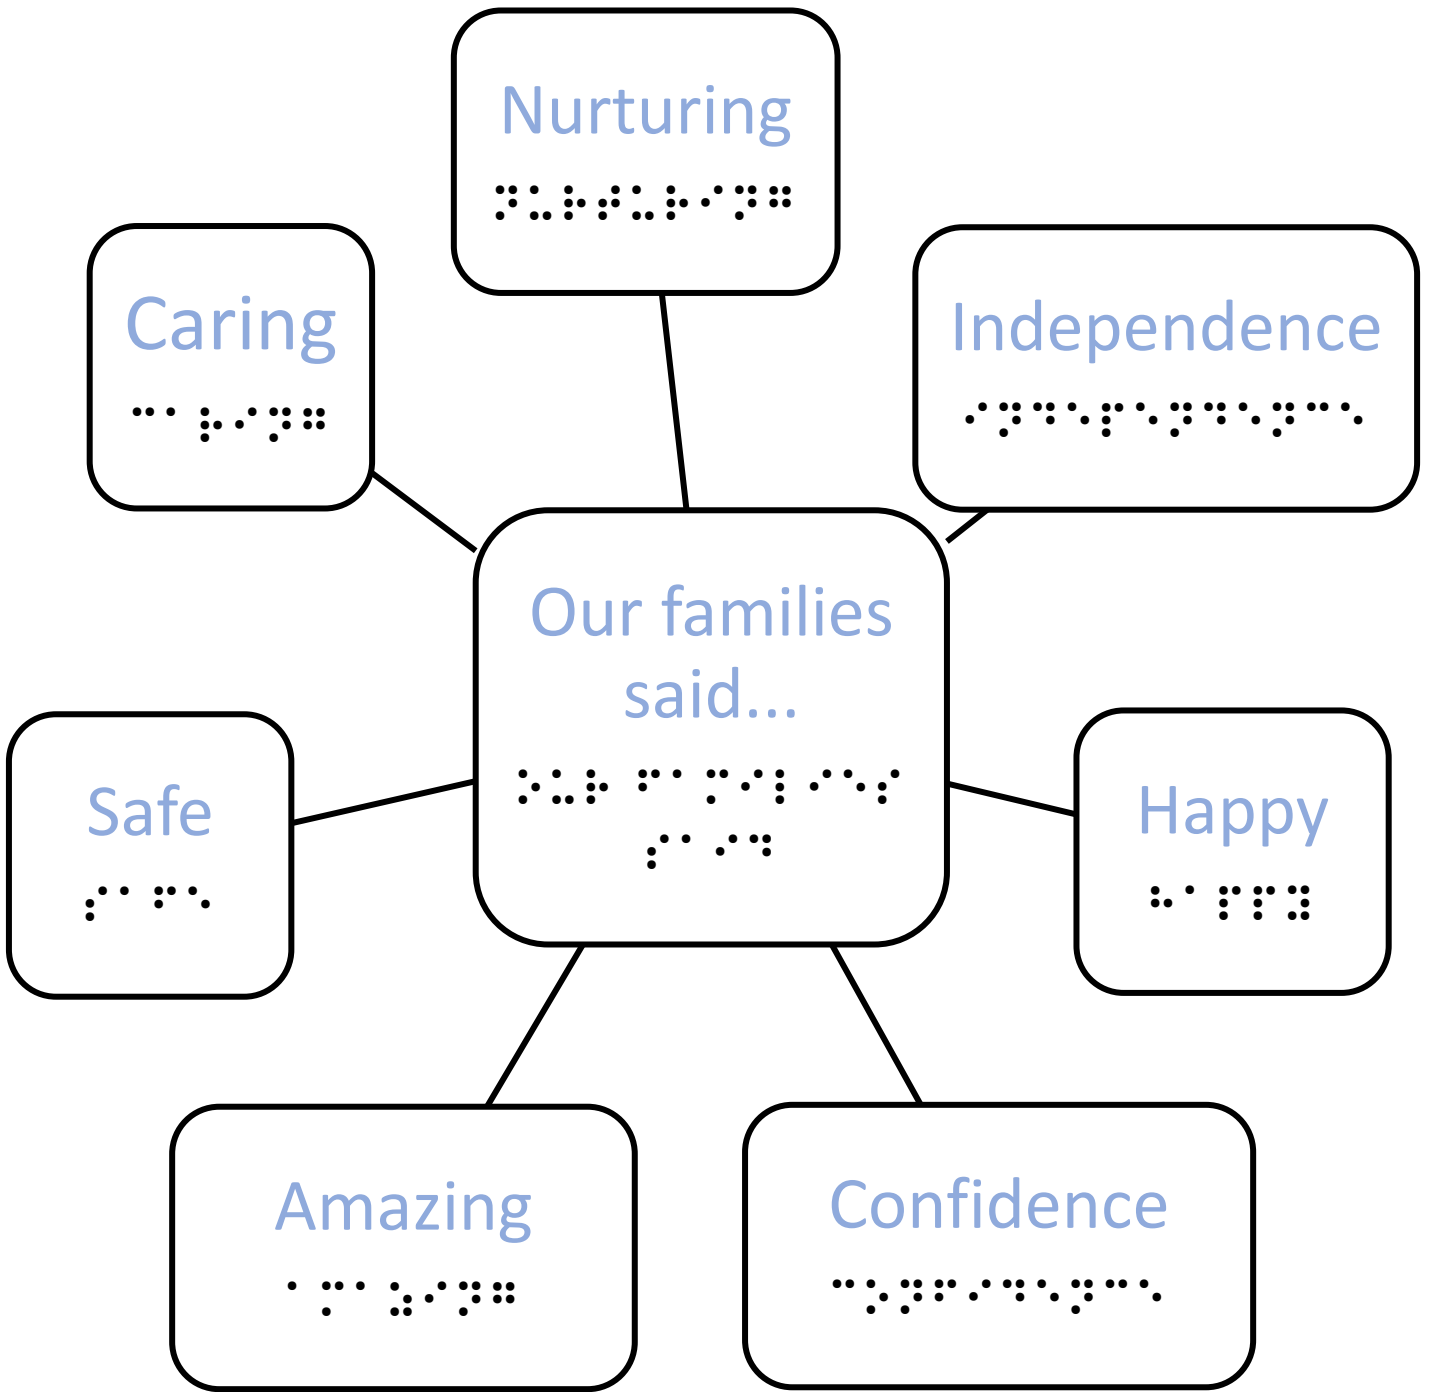 Nurturing
⠝⠥⠗⠞⠥⠗⠊⠝⠛
Caring
⠉⠁⠗⠊⠝⠛
Independence
⠊⠝⠙⠑⠏⠑⠝⠙⠑⠝⠉⠑
Our families
said...
⠕⠥⠗ ⠋⠁⠍⠊⠇⠊⠑⠎
⠎⠁⠊⠙
Safe
⠎⠁⠋⠑
Happy
⠓⠁⠏⠏⠽
Amazing
⠁⠍⠁⠵⠊⠝⠛
Confidence
⠉⠕⠝⠋⠊⠙⠑⠝⠉⠑